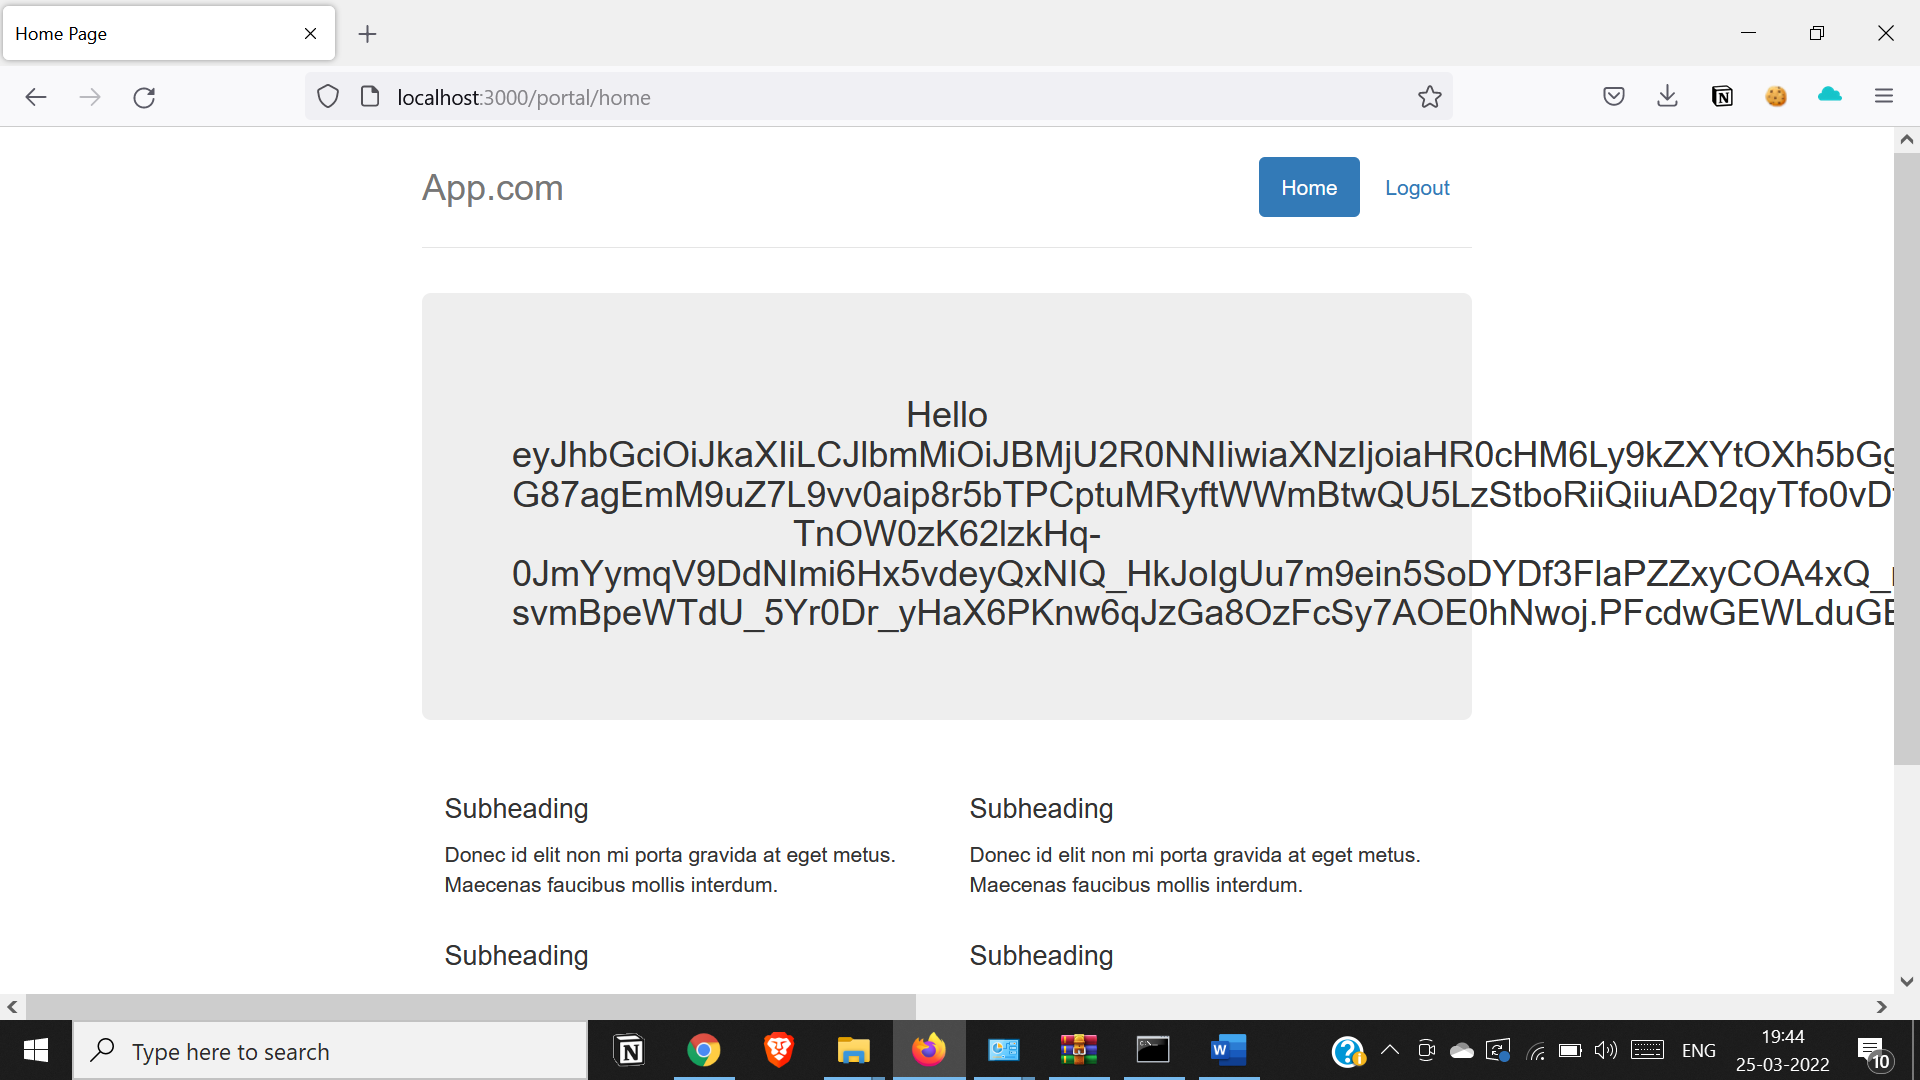 Home Page
localhost:3000/portal/home
App.com
Home
Logout
Hello
eyJhbGciOiJkaXIiLCJlbmMiOiJBMjU2R0NNIiwiaXNzIjoiaHR0cHM6Ly9kZXYtOXh5bGg
G87agEmM9uZ7L9vv0aip8r5bTPCptuMRyftWWmBtwQU5LzStboRiiQiiuAD2qyTfo0vD
TnOW0zK62lzkHq-
0JmYymqV9DdNImi6Hx5vdeyQxNIQ_HkJoIgUu7m9ein5SoDYDf3FlaPZZxyCOA4xQ_
svmBpeWTdU_5Yr0Dr_yHaX6PKnw6qJzGa8OzFcSy7AOE0hNwoj.PFcdwGEWLduGE
Subheading
Donec id elit non mi porta gravida at eget metus.
Maecenas faucibus mollis interdum.
Subheading
Donec id elit non mi porta gravida at eget metus.
Maecenas faucibus mollis interdum.
Subheading
Subheading
Type here to search
ENG
19:44
25-03-2022
10